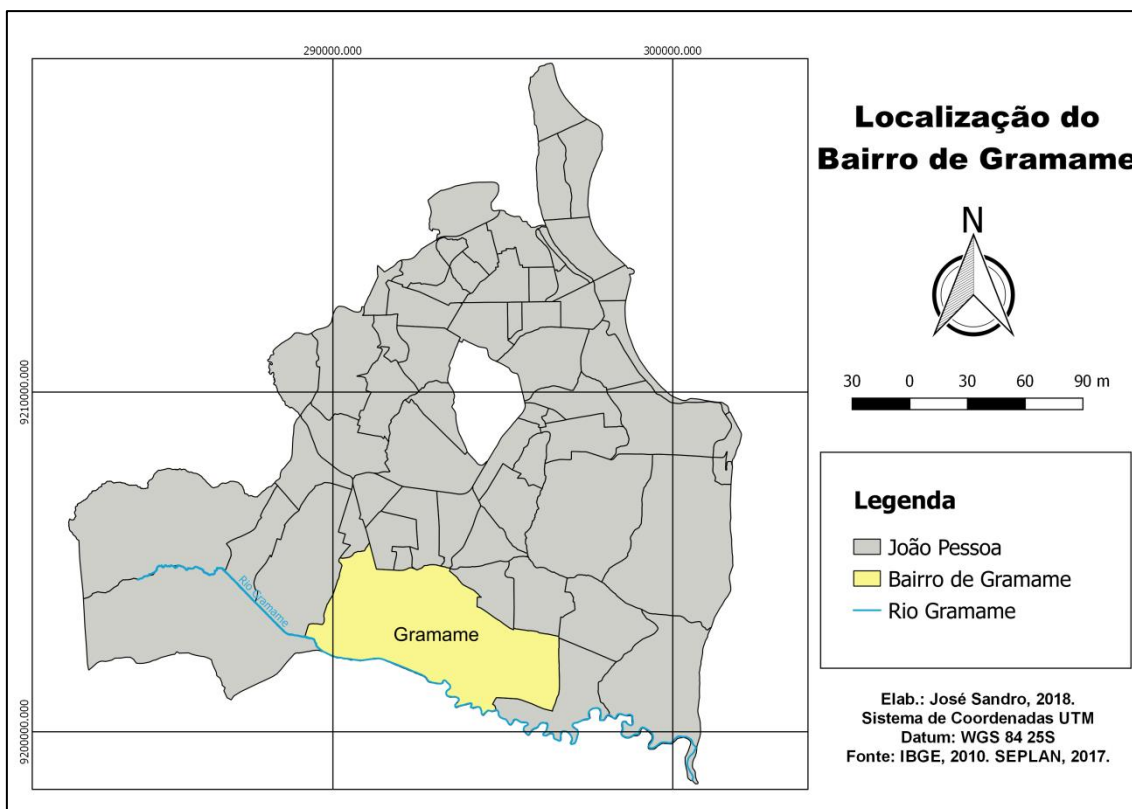 290000.000
300000.000
9210000.000
9200000.000
Rio Gramame
Gramame
Localização do
Bairro de Gramame
N
30 0 30 60 90 m
Legenda
João Pessoa
Bairro de Gramame
Rio Gramame
Elab.: José Sandro, 2018.
Sistema de Coordenadas UTM
Datum: WGS 84 25S
Fonte: IBGE, 2010. SEPLAN, 2017.